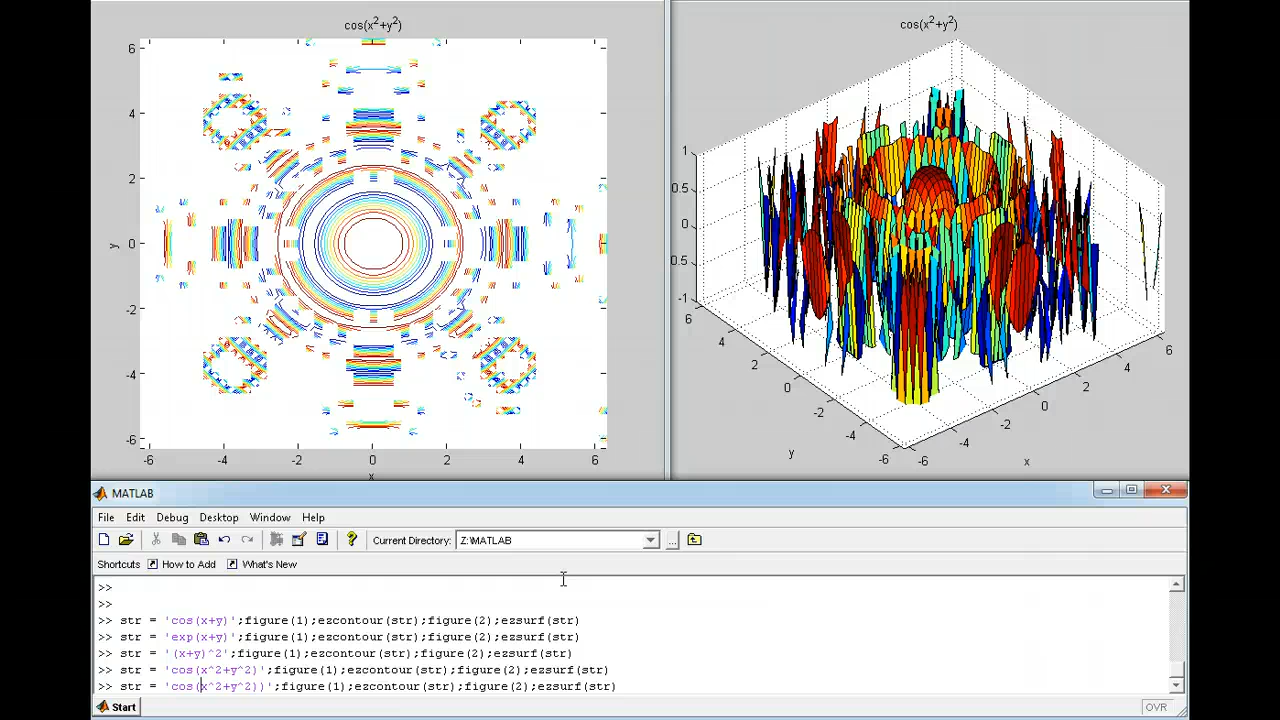 cos(x²+y²)
6
4
2
0
-2
-4
-6
y
-6 -4 -2 0 2 4 6
x
cos(x²+y²)
1
0.5
0
0.5
-1
6
4
2
0
-2
-4
-6
y
-6
-4
-2
0
2
4
6
x
MATLAB
File Edit Debug Desktop Window Help
? Current Directory: Z:\MATLAB ...
Shortcuts How to Add What's New
>>
>>
>> str = 'cos(x+y)';figure(1);ezcontour(str);figure(2);ezsurf(str)
>> str = 'exp(x+y)';figure(1);ezcontour(str);figure(2);ezsurf(str)
>> str = '(x+y)^2';figure(1);ezcontour(str);figure(2);ezsurf(str)
>> str = 'cos(x^2+y^2)';figure(1);ezcontour(str);figure(2);ezsurf(str)
>> str = 'cos(x^2+y^2))';figure(1);ezcontour(str);figure(2);ezsurf(str)
Start
OVR